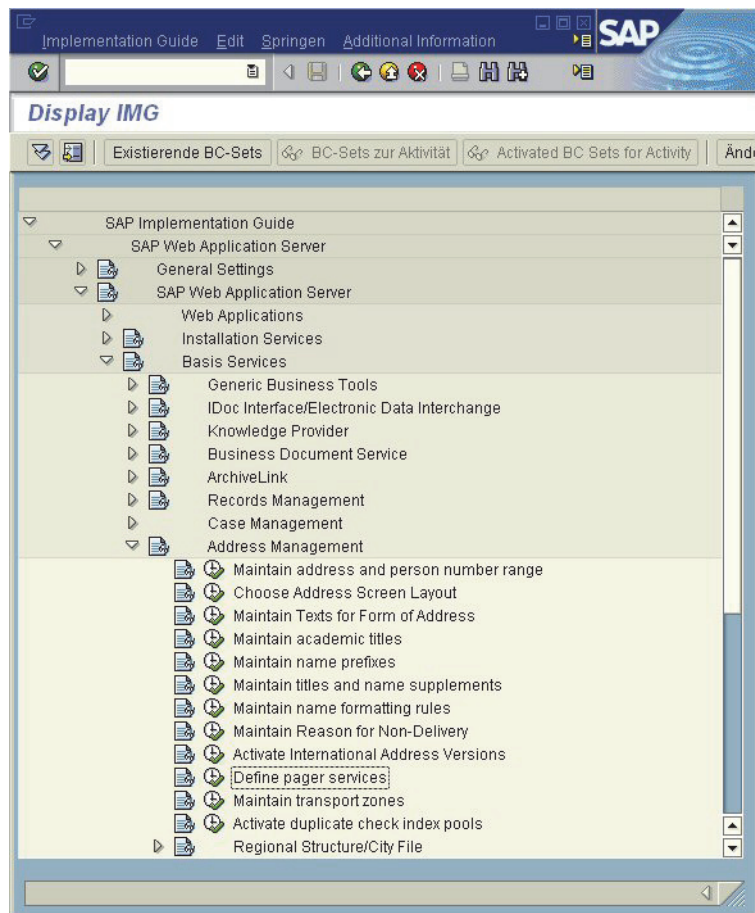 Implementation Guide Edit Springen Additional Information
SAP
Display IMG
Existierende BC-Sets BC-Sets zur Aktivität Activated BC Sets for Activity Ände
SAP Implementation Guide
SAP Web Application Server
General Settings
SAP Web Application Server
Web Applications
Installation Services
Basis Services
Generic Business Tools
IDoc Interface/Electronic Data Interchange
Knowledge Provider
Business Document Service
ArchiveLink
Records Management
Case Management
Address Management
Maintain address and person number range
Choose Address Screen Layout
Maintain Texts for Form of Address
Maintain academic titles
Maintain name prefixes
Maintain titles and name supplements
Maintain name formatting rules
Maintain Reason for Non-Delivery
Activate International Address Versions
Define pager services
Maintain transport zones
Activate duplicate check index pools
Regional Structure/City File